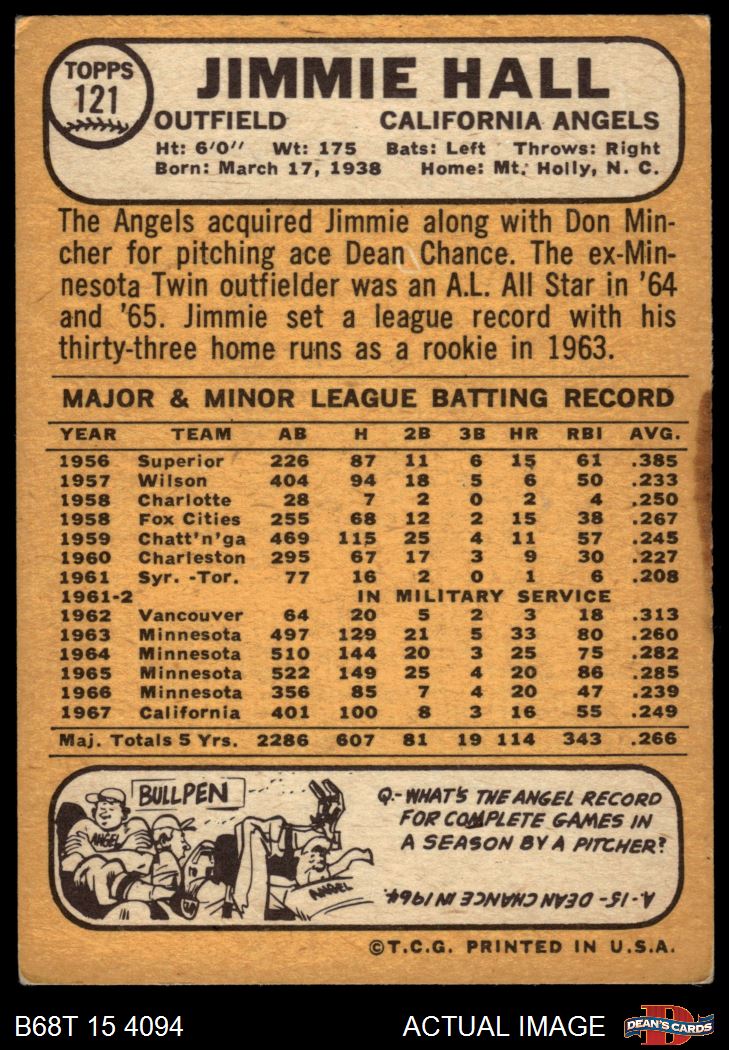 TOPPS
121
JIMMIE HALL
OUTFIELD CALIFORNIA ANGELS
Ht: 6'0" Wt: 175 Bats: Left Throws: Right
Born: March 17, 1938 Home: Mt. Holly, N. C.
The Angels acquired Jimmie along with Don Min-
cher for pitching ace Dean Chance. The ex-Min-
nesota Twin outfielder was an A.L. All Star in '64
and '65. Jimmie set a league record with his
thirty-three home runs as a rookie in 1963.
MAJOR & MINOR LEAGUE BATTING RECORD
YEAR TEAM AB H 2B 3B HR RBI AVG.
1956 Superior 226 87 11 6 15 61 .385
1957 Wilson 404 94 18 5 6 50 .233
1958 Charlotte 28 7 2 0 2 4 .250
1958 Fox Cities 255 68 12 2 15 38 .267
1959 Chatt'n'ga 469 115 25 4 11 57 .245
1960 Charleston 295 67 17 3 9 30 .227
1961 Syr. -Tor. 77 16 2 0 1 6 .208
1961-2 IN MILITARY SERVICE
1962 Vancouver 64 20 5 2 3 18 .313
1963 Minnesota 497 129 21 5 33 80 .260
1964 Minnesota 510 144 20 3 25 75 .282
1965 Minnesota 522 149 25 4 20 86 .285
1966 Minnesota 356 85 7 4 20 47 .239
1967 California 401 100 8 3 16 55 .249
Maj. Totals 5 Yrs. 2286 607 81 19 114 343 .266
BULLPEN
ANGEL
ANGEL
Q.-WHAT'S THE ANGEL RECORD
FOR COMPLETE GAMES IN
A SEASON BY A PITCHER?
A.-15- DEAN CHANCE IN 1964.
©T.C.G. PRINTED IN U.S.A.
B68T 15 4094 ACTUAL IMAGE
D
DEAN'S CARDS